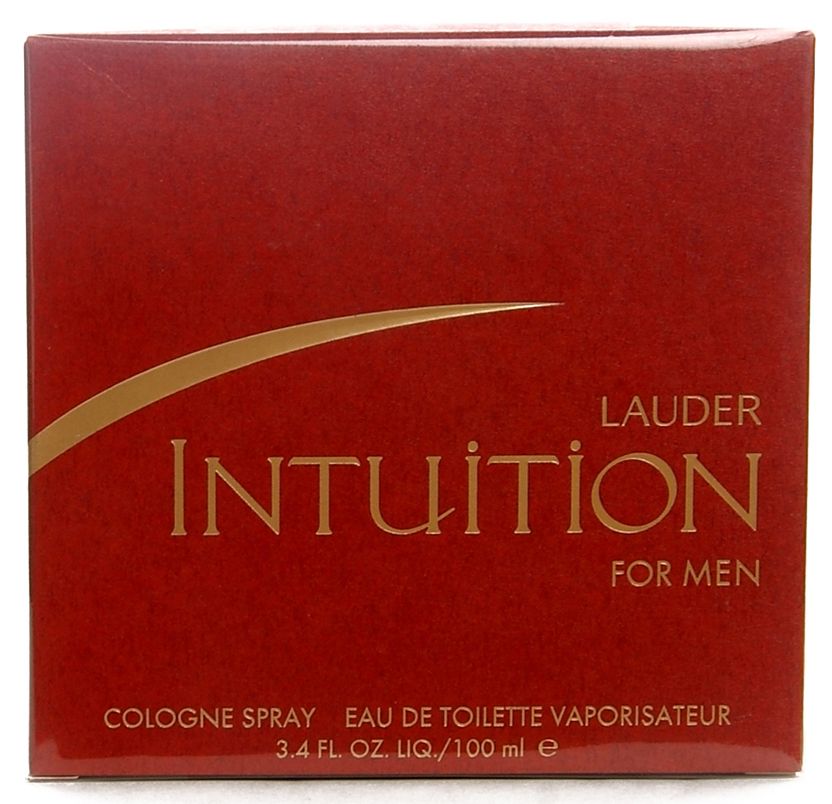 LAUDER
INTUITION
FOR MEN
COLOGNE SPRAY EAU DE TOILETTE VAPORISATEUR
3.4 FL. OZ. LIQ./100 ml ℮